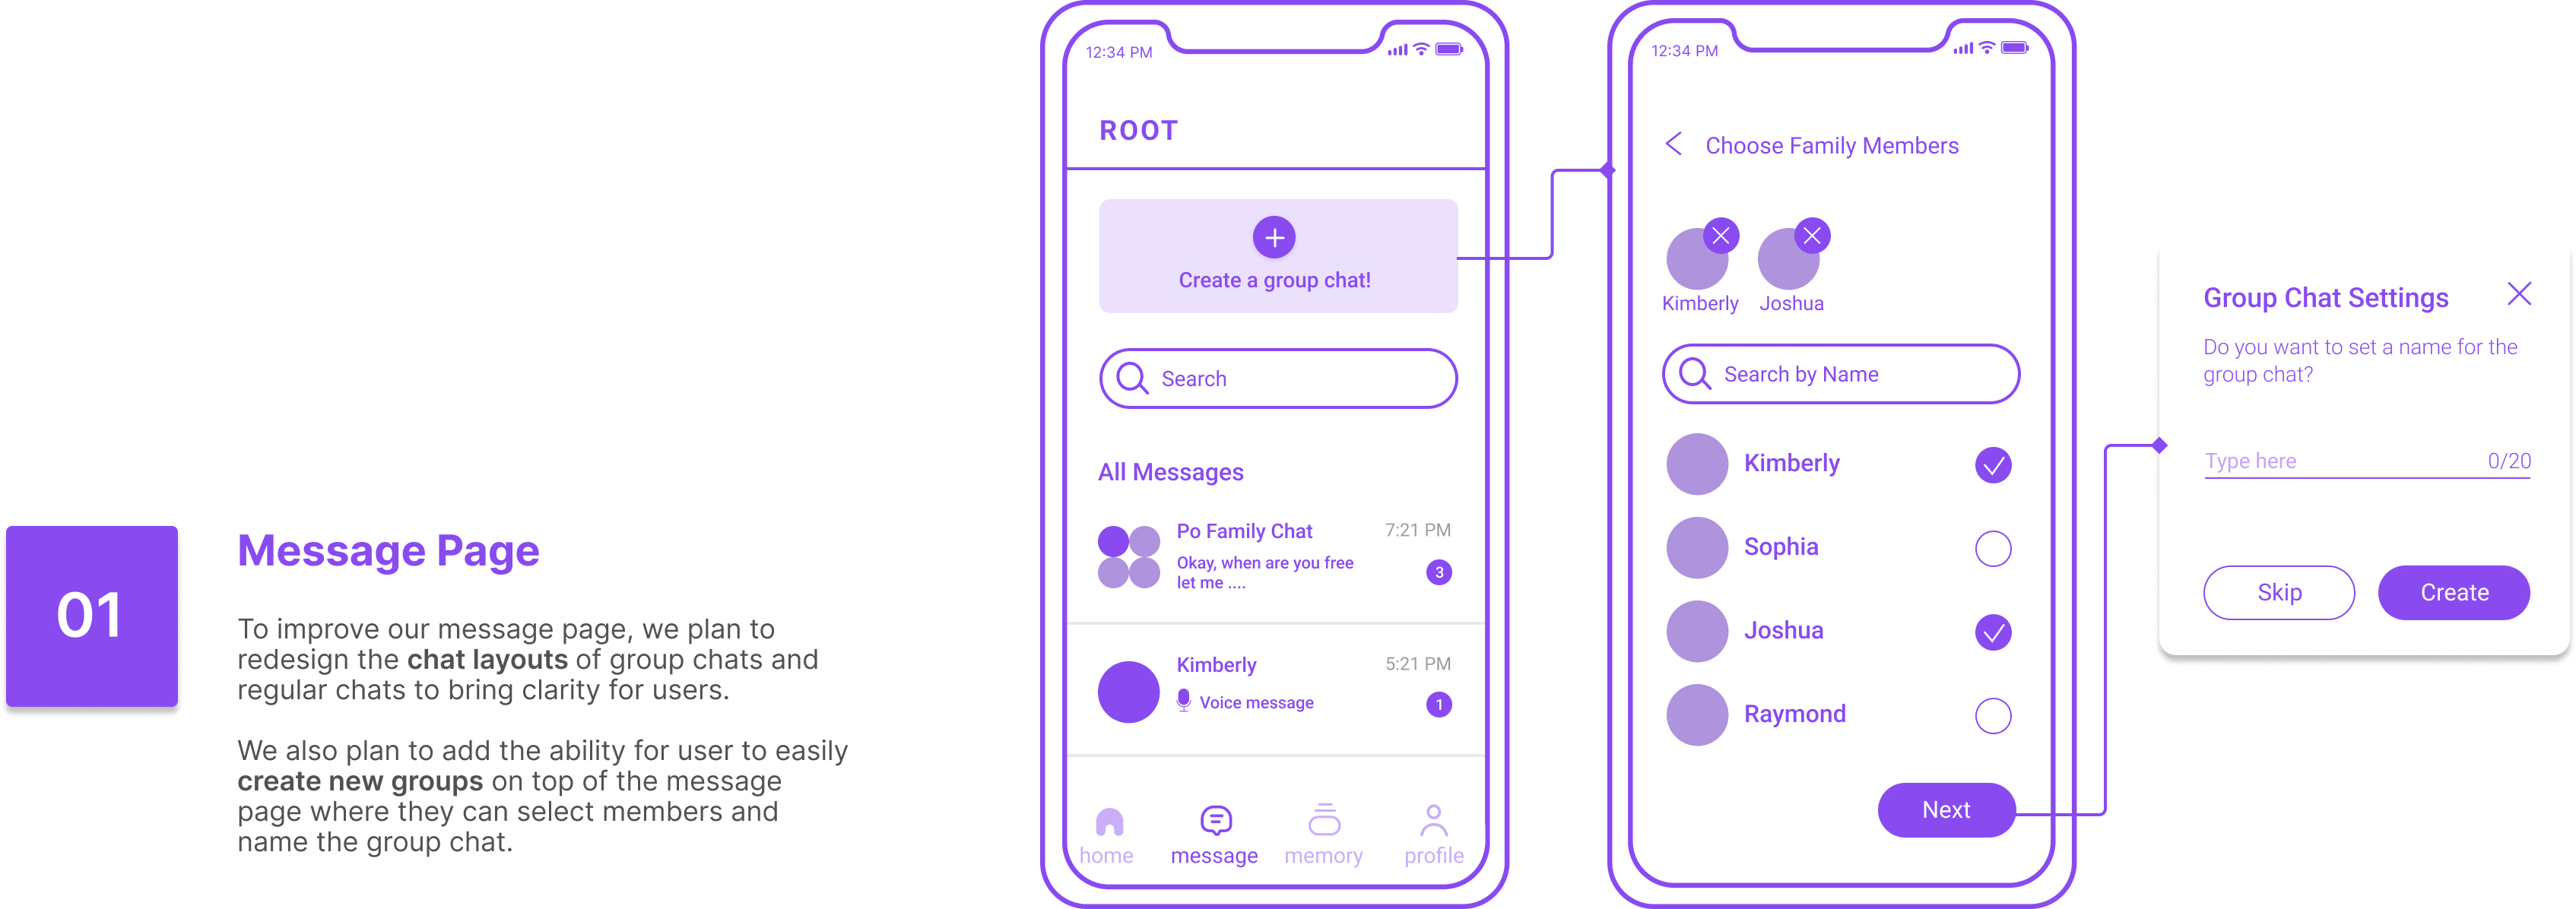 01
Message Page
To improve our message page, we plan to
redesign the chat layouts of group chats and
regular chats to bring clarity for users.
We also plan to add the ability for user to easily
create new groups on top of the message
page where they can select members and
name the group chat.
12:34 PM
ROOT
Create a group chat!
Search
All Messages
Po Family Chat 7:21 PM
Okay, when are you free
let me ....
3
Kimberly 5:21 PM
Voice message 1
home message memory profile
12:34 PM
Choose Family Members
Kimberly Joshua
Search by Name
Kimberly
Sophia
Joshua
Raymond
Next
Group Chat Settings
Do you want to set a name for the
group chat?
Type here 0/20
Skip Create